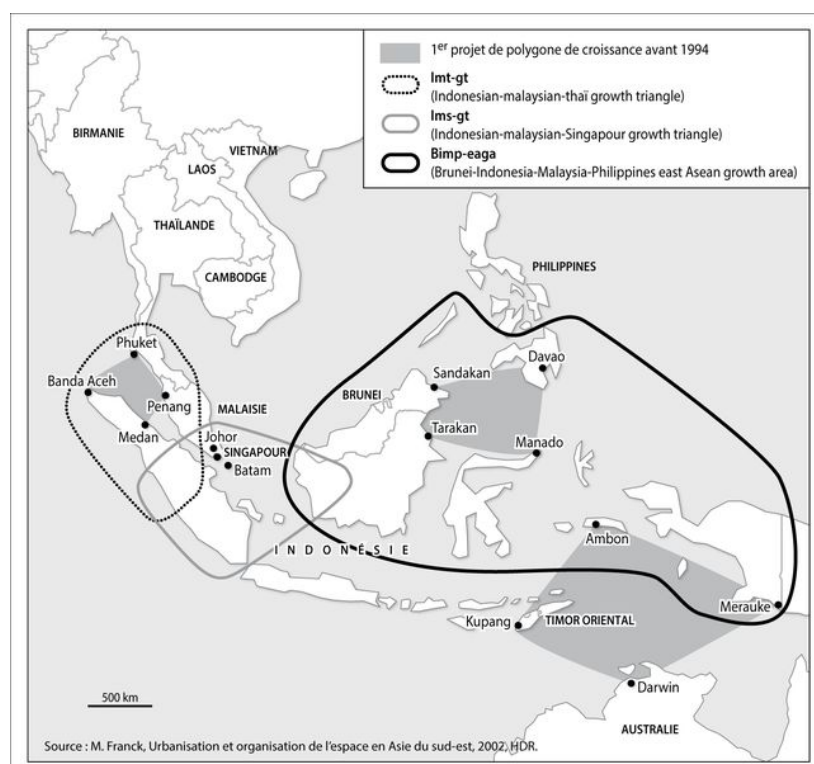 1er projet de polygone de croissance avant 1994
Imt-gt
(Indonesian-malaysian-thaï growth triangle)
Ims-gt
(Indonesian-malaysian-Singapour growth triangle)
Bimp-eaga
(Brunei-Indonesia-Malaysia-Philippines east Asean growth area)
BIRMANIE
VIETNAM
LAOS
THAÏLANDE
CAMBODGE
PHILIPPINES
Phuket
Banda Aceh
Penang
MALAISIE
Medan
Johor
SINGAPOUR
Batam
BRUNEI
Sandakan
Davao
Tarakan
Manado
INDONÉSIE
Ambon
Merauke
Kupang
TIMOR ORIENTAL
Darwin
AUSTRALIE
500 km
Source : M. Franck, Urbanisation et organisation de l'espace en Asie du sud-est, 2002, HDR.